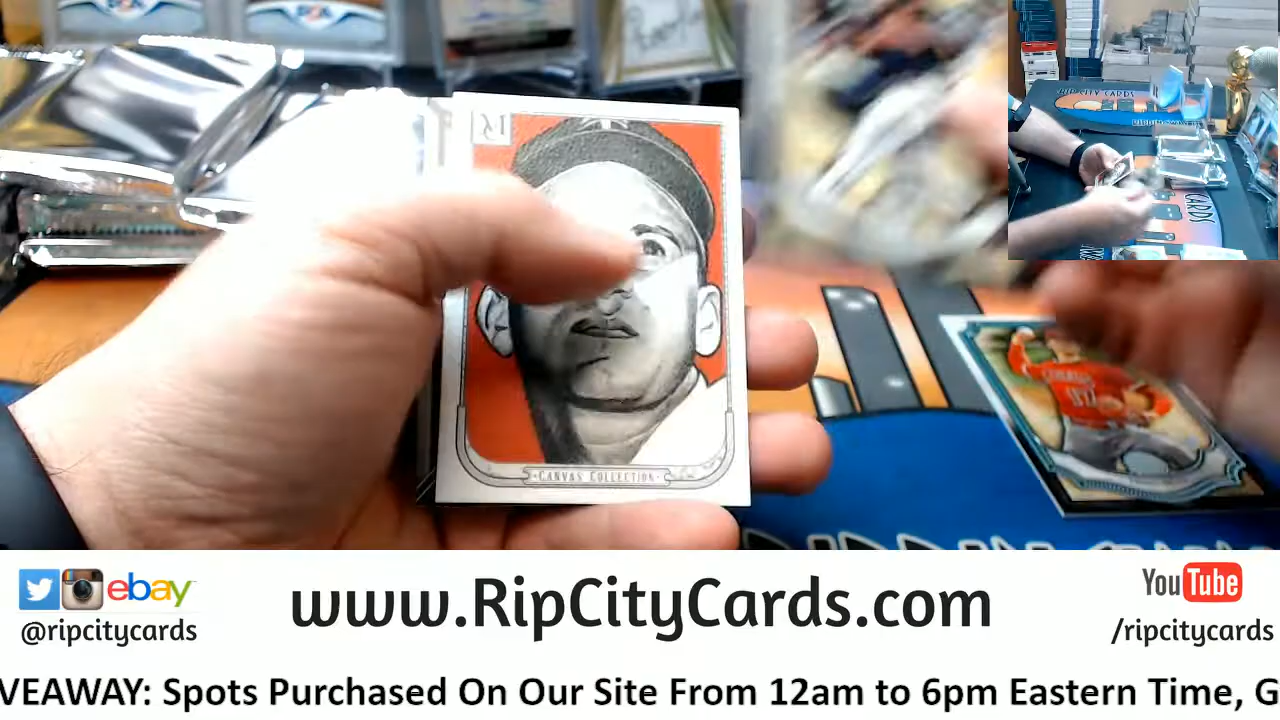 CANVAS COLLECTION
ebay
@ripcitycards
www.RipCityCards.com
YouTube
/ripcitycards
VEAWAY: Spots Purchased On Our Site From 12am to 6pm Eastern Time, G